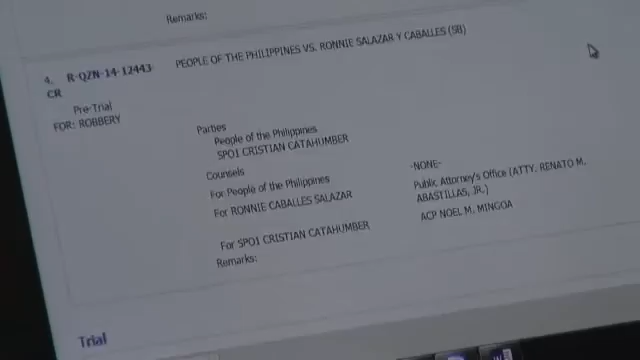 Remarks:
4. R-QZN-14-12443- PEOPLE OF THE PHILIPPINES VS. RONNIE SALAZAR Y CABALLES (SB)
CR
Pre-Trial
FOR: ROBBERY
Parties
People of the Philippines
SPO1 CRISTIAN CATAHUMBER
Counsels
For People of the Philippines -NONE-
For RONNIE CABALLES SALAZAR Public Attorney's Office (ATTY. RENATO M.
ABASTILLAS, JR.)
For SPO1 CRISTIAN CATAHUMBER ACP NOEL M. MINGOA
Remarks:
Trial